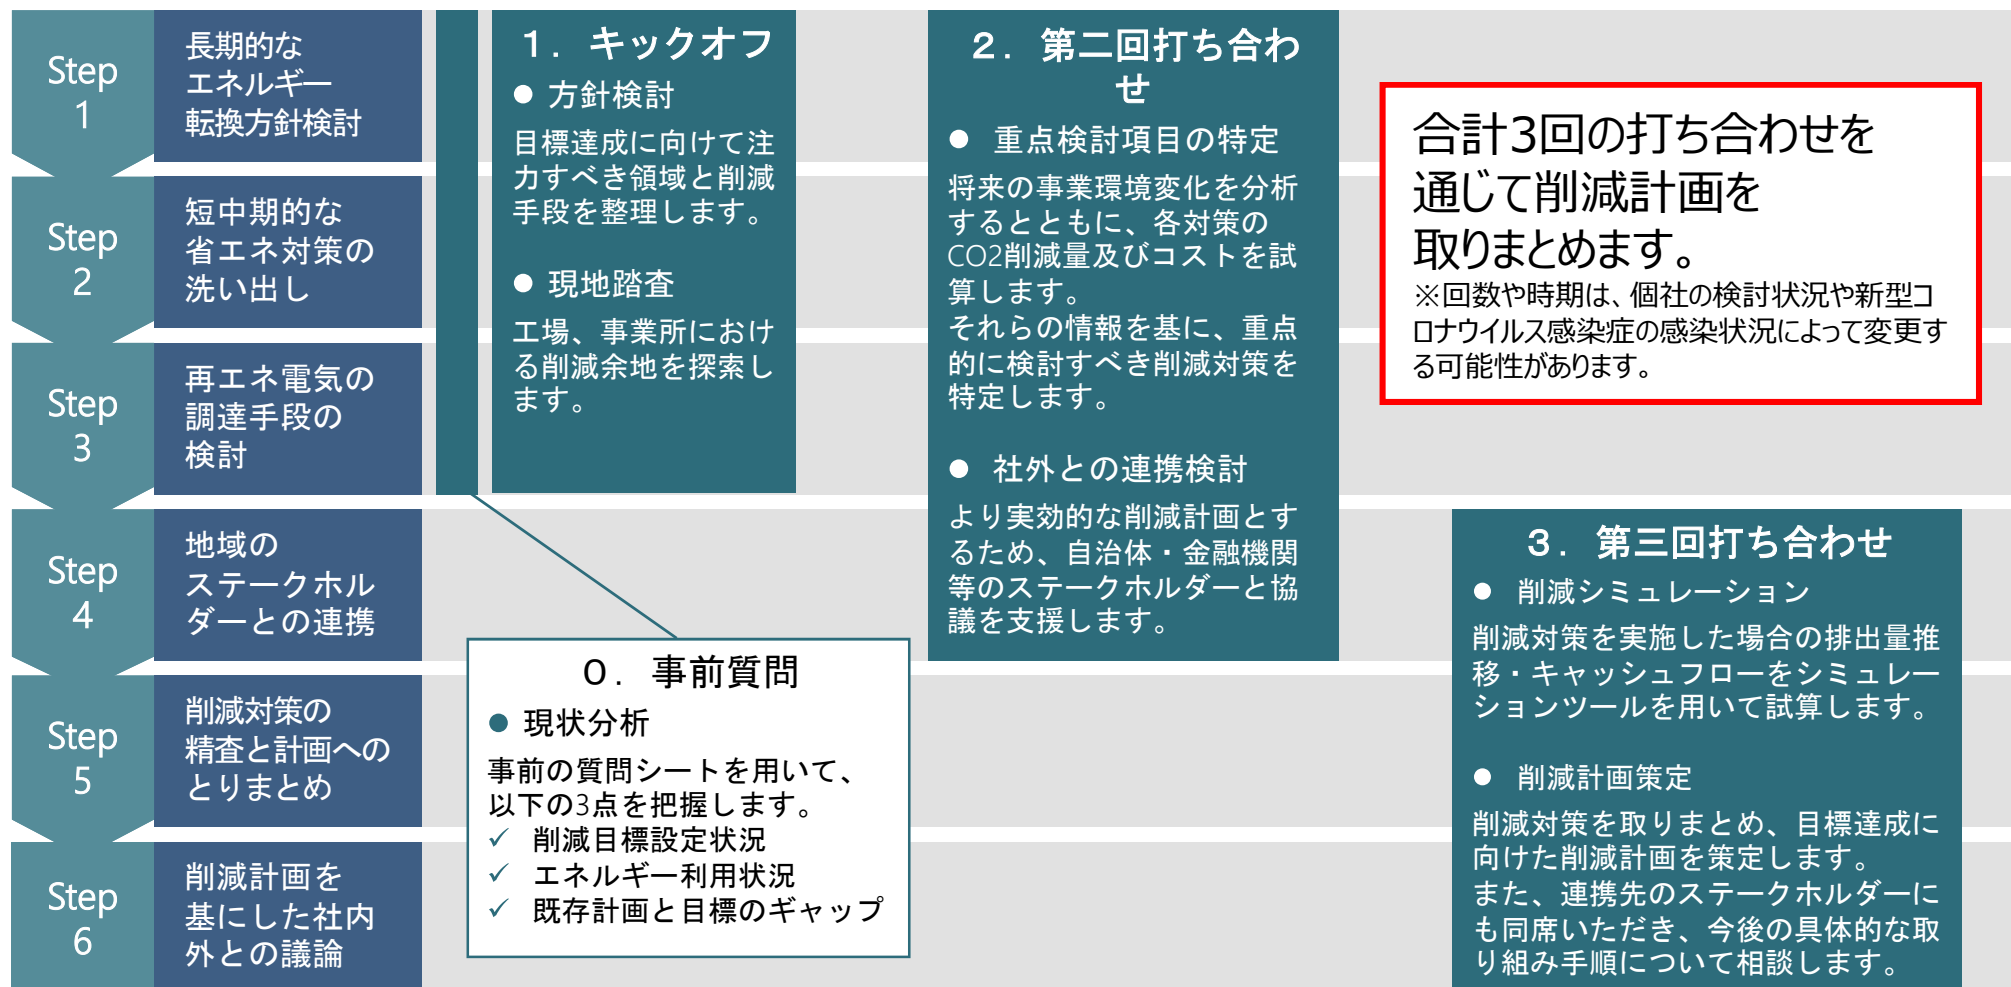 Step
1
長期的な
エネルギー
転換方針検討
Step
2
短中期的な
省エネ対策の
洗い出し
Step
3
再エネ電気の
調達手段の
検討
Step
4
地域の
ステークホル
ダーとの連携
Step
5
削減対策の
精査と計画への
とりまとめ
Step
6
削減計画を
基にした社内
外との議論
０．事前質問
● 現状分析
事前の質問シートを用いて、
以下の3点を把握します。
✓ 削減目標設定状況
✓ エネルギー利用状況
✓ 既存計画と目標のギャップ
１．キックオフ
● 方針検討
目標達成に向けて注
力すべき領域と削減
手段を整理します。
● 現地踏査
工場、事業所におけ
る削減余地を探索し
ます。
２．第二回打ち合わ
せ
● 重点検討項目の特定
将来の事業環境変化を分析
するとともに、各対策の
CO2削減量及びコストを試
算します。
それらの情報を基に、重点
的に検討すべき削減対策を
特定します。
● 社外との連携検討
より実効的な削減計画とす
るため、自治体・金融機関
等のステークホルダーと協
議を支援します。
合計3回の打ち合わせを
通じて削減計画を
取りまとめます。
※回数や時期は、個社の検討状況や新型コ
ロナウイルス感染症の感染状況によって変更す
る可能性があります。
３．第三回打ち合わせ
● 削減シミュレーション
削減対策を実施した場合の排出量推
移・キャッシュフローをシミュレー
ションツールを用いて試算します。
● 削減計画策定
削減対策を取りまとめ、目標達成に
向けた削減計画を策定します。
また、連携先のステークホルダーに
も同席いただき、今後の具体的な取
り組み手順について相談します。